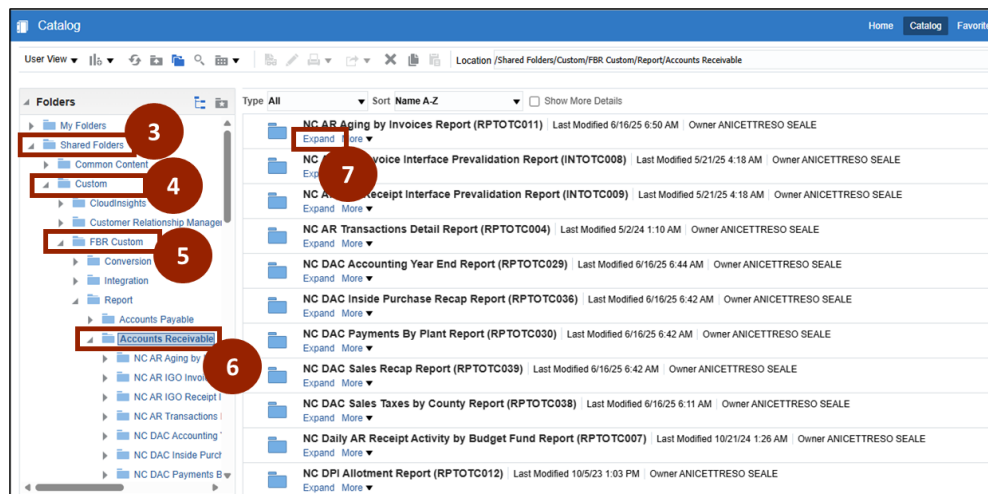 Catalog
Home Catalog Favorite
User View
Location /Shared Folders/Custom/FBR Custom/Report/Accounts Receivable
Folders
Type All Sort Name A-Z Show More Details
My Folders
Shared Folders
Common Content
Custom
CloudInsights
Customer Relationship Manager
FBR Custom
Conversion
Integration
Report
Accounts Payable
Accounts Receivable
NC AR Aging by
NC AR IGO Invoi
NC AR IGO Receipt I
NC AR Transactions
NC DAC Accounting
NC DAC Inside Purch
NC DAC Payments B
3
4
5
6
7
NC AR Aging by Invoices Report (RPTOTC011) Last Modified 6/16/25 6:50 AM Owner ANICETTRESO SEALE
Expand More
NC A voice Interface Prevalidation Report (INTOTC008) Last Modified 5/21/25 4:18 AM Owner ANICETTRESO SEALE
Exp
NC A Receipt Interface Prevalidation Report (INTOTC009) Last Modified 5/21/25 4:18 AM Owner ANICETTRESO SEALE
Expand More
NC AR Transactions Detail Report (RPTOTC004) Last Modified 5/2/24 1:10 AM Owner ANICETTRESO SEALE
Expand More
NC DAC Accounting Year End Report (RPTOTC029) Last Modified 6/16/25 6:44 AM Owner ANICETTRESO SEALE
Expand More
NC DAC Inside Purchase Recap Report (RPTOTC036) Last Modified 6/16/25 6:42 AM Owner ANICETTRESO SEALE
Expand More
NC DAC Payments By Plant Report (RPTOTC030) Last Modified 6/16/25 6:42 AM Owner ANICETTRESO SEALE
Expand More
NC DAC Sales Recap Report (RPTOTC039) Last Modified 6/16/25 6:42 AM Owner ANICETTRESO SEALE
Expand More
NC DAC Sales Taxes by County Report (RPTOTC038) Last Modified 6/16/25 6:11 AM Owner ANICETTRESO SEALE
Expand More
NC Daily AR Receipt Activity by Budget Fund Report (RPTOTC007) Last Modified 10/21/24 1:26 AM Owner ANICETTRESO SEALE
Expand More
NC DPI Allotment Report (RPTOTC012) Last Modified 10/5/23 1:03 PM Owner ANICETTRESO SEALE
Expand More